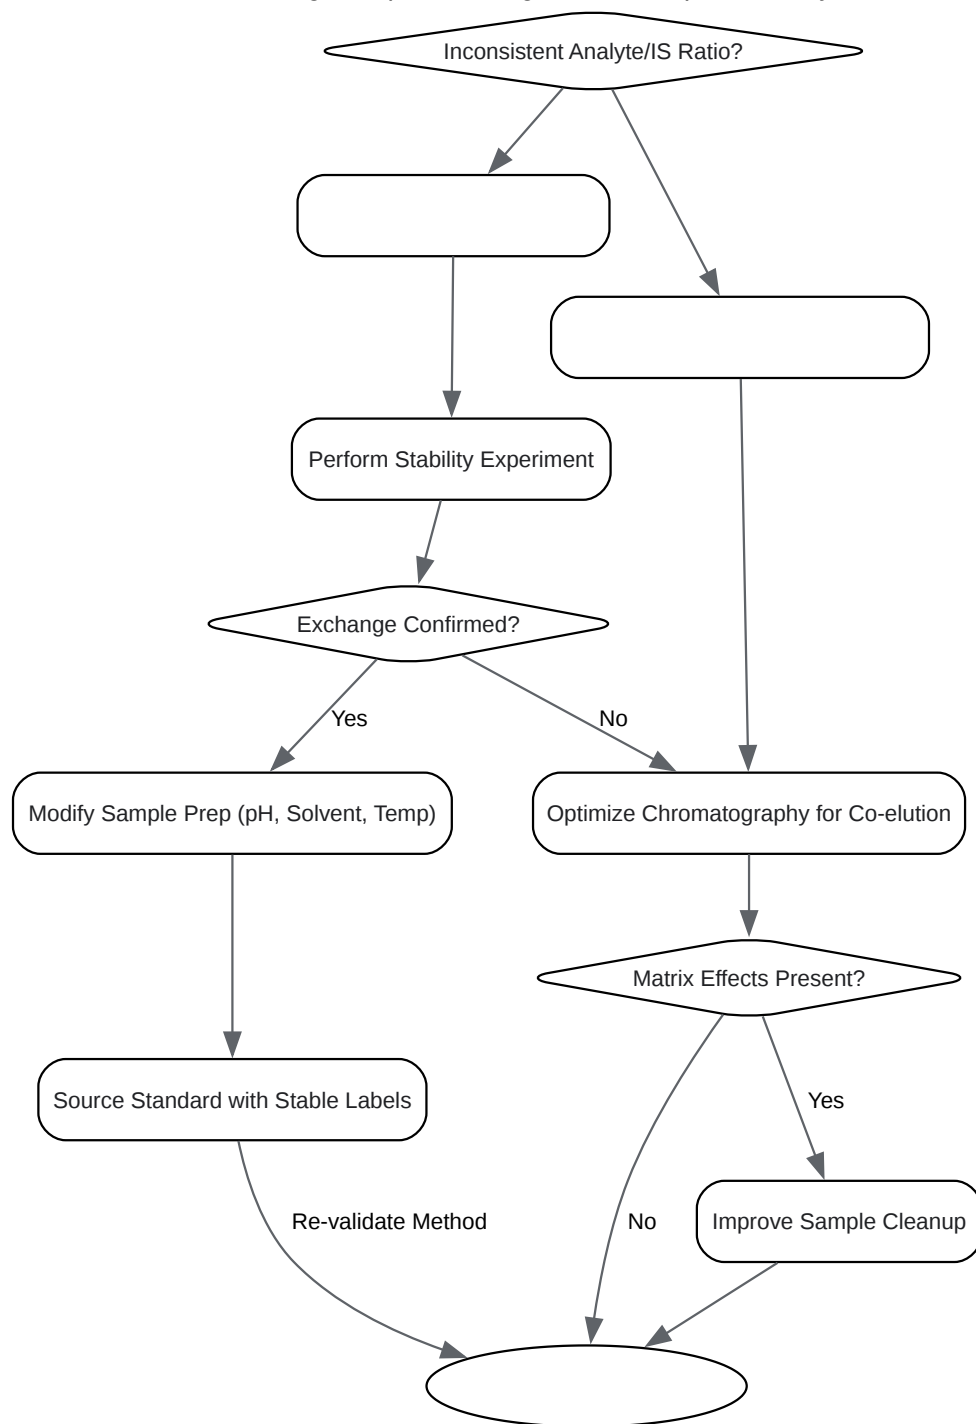 Inconsistent Analyte/IS Ratio?
Perform Stability Experiment
Exchange Confirmed?
Yes
No
Modify Sample Prep (pH, Solvent, Temp)
Optimize Chromatography for Co-elution
Matrix Effects Present?
Source Standard with Stable Labels
Yes
Re-validate Method
No
Improve Sample Cleanup